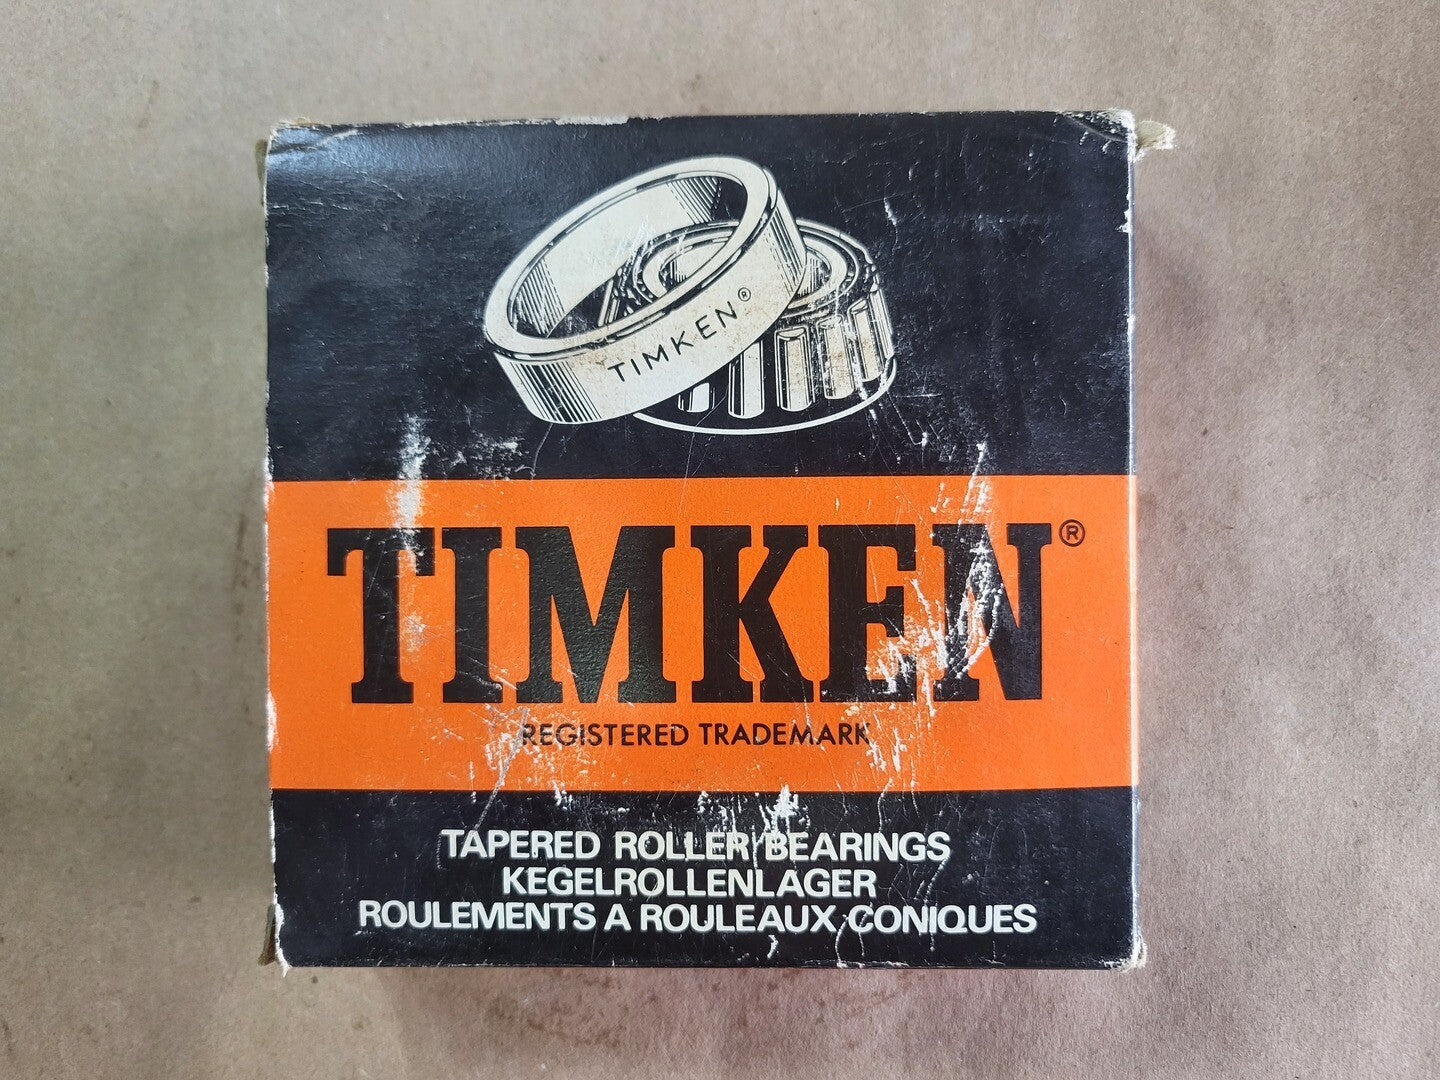 TIMKEN®
TIMKEN®
REGISTERED TRADEMARK
TAPERED ROLLER BEARINGS
KEGELROLLENLAGER
ROULEMENTS A ROULEAUX CONIQUES